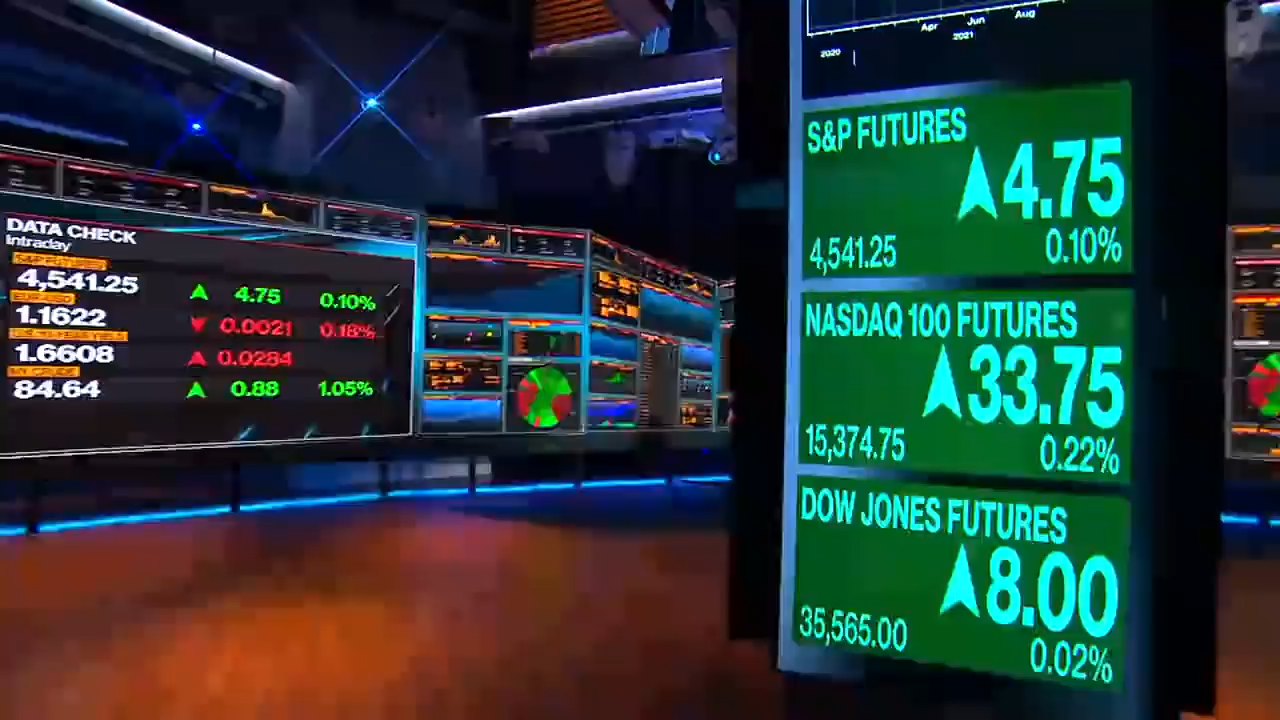 DATA CHECK
Intraday
S&P FUTURES
4,541.25 ▲ 4.75 0.10%
EUR-USD
1.1622 ▼ 0.0021 0.18%
1.6608 ▲ 0.0284
NY CRUDE
84.64 ▲ 0.88 1.05%
Apr Jun Aug
2020 2021
S&P FUTURES
▲4.75
4,541.25 0.10%
NASDAQ 100 FUTURES
▲33.75
15,374.75 0.22%
DOW JONES FUTURES
▲8.00
35,565.00 0.02%